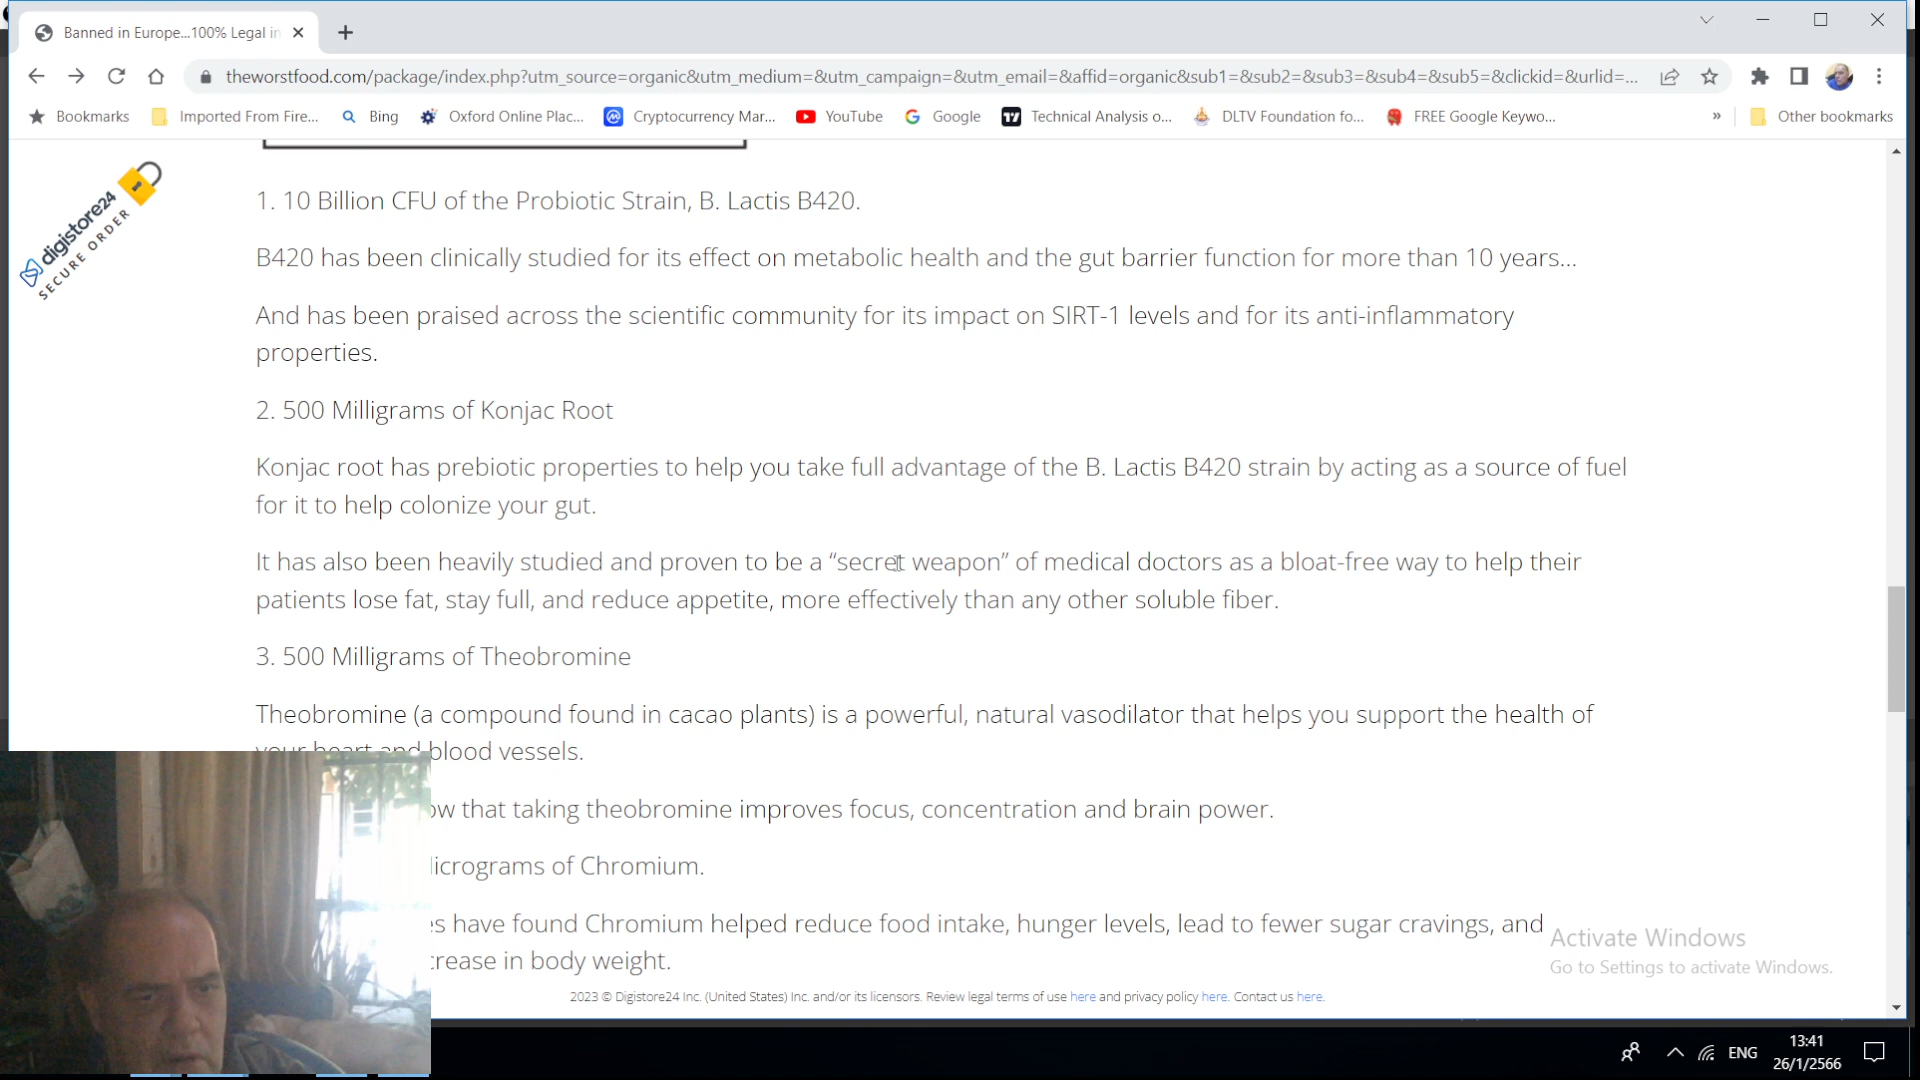 Banned in Europe...100% Legal in
theworstfood.com/package/index.php?utm_source=organic&utm_medium=&utm_campaign=&utm_email=&affid=organic&sub1=&sub2=&sub3=&sub4=&sub5=&clickid=&urlid=...
Bookmarks Imported From Fire... Bing Oxford Online Plac... Cryptocurrency Mar... YouTube Google Technical Analysis o... DLTV Foundation fo... FREE Google Keywo... » Other bookmarks
digistore24
SECURE ORDER
1. 10 Billion CFU of the Probiotic Strain, B. Lactis B420.
B420 has been clinically studied for its effect on metabolic health and the gut barrier function for more than 10 years...
And has been praised across the scientific community for its impact on SIRT-1 levels and for its anti-inflammatory
properties.
2. 500 Milligrams of Konjac Root
Konjac root has prebiotic properties to help you take full advantage of the B. Lactis B420 strain by acting as a source of fuel
for it to help colonize your gut.
It has also been heavily studied and proven to be a “secret weapon” of medical doctors as a bloat-free way to help their
patients lose fat, stay full, and reduce appetite, more effectively than any other soluble fiber.
3. 500 Milligrams of Theobromine
Theobromine (a compound found in cacao plants) is a powerful, natural vasodilator that helps you support the health of
your heart and blood vessels.
ow that taking theobromine improves focus, concentration and brain power.
icrograms of Chromium.
es have found Chromium helped reduce food intake, hunger levels, lead to fewer sugar cravings, and
crease in body weight.
Activate Windows
Go to Settings to activate Windows.
2023 © Digistore24 Inc. (United States) Inc. and/or its licensors. Review legal terms of use here and privacy policy here. Contact us here.
ENG
13:41
26/1/2566